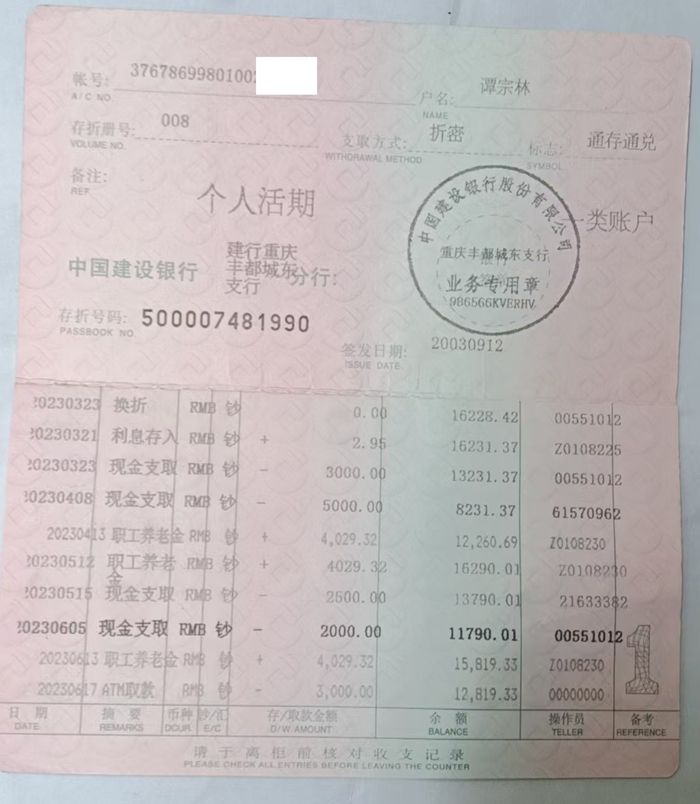 帐号: 37678699801002
A/C NO.
户名: 谭宗林
NAME
存折册号: 008
VOLUME NO.
支取方式: 折密
WITHDRAWAL METHOD
标志: 通存通兑
SYMBOL
备注:
REF.
个人活期
一类账户
中国建设银行股份有限公司
重庆丰都城东支行
业务专用章
986566KVBRHV
中国建设银行 建行重庆丰都城东支行 分行:
存折号码: 500007481990
PASSBOOK NO.
签发日期: 20030912
ISSUE DATE
20230323 换折 RMB 钞 0.00 16228.42 00551012
20230321 利息存入 RMB 钞 + 2.95 16231.37 Z0108225
20230323 现金支取 RMB 钞 - 3000.00 13231.37 00551012
20230408 现金支取 RMB 钞 - 5000.00 8231.37 61570962
20230413 职工养老金 RMB 钞 + 4,029.32 12,260.69 Z0108230
20230512 职工养老金 RMB 钞 + 4029.32 16290.01 Z0108230
20230515 现金支取 RMB 钞 - 2500.00 13790.01 21633382
20230605 现金支取 RMB 钞 - 2000.00 11790.01 00551012
20230613 职工养老金 RMB 钞 + 4,029.32 15,819.33 Z0108230
20230617 ATM取款 RMB 钞 - 3,000.00 12,819.33 00000000
1
日期 摘要 币种 钞/汇 存/取款金额 余额 操作员 备考
DATE REMARKS DCUR. E/C D/W AMOUNT BALANCE TELLER REFERENCE
请于离柜前核对收支记录
PLEASE CHECK ALL ENTRIES BEFORE LEAVING THE COUNTER